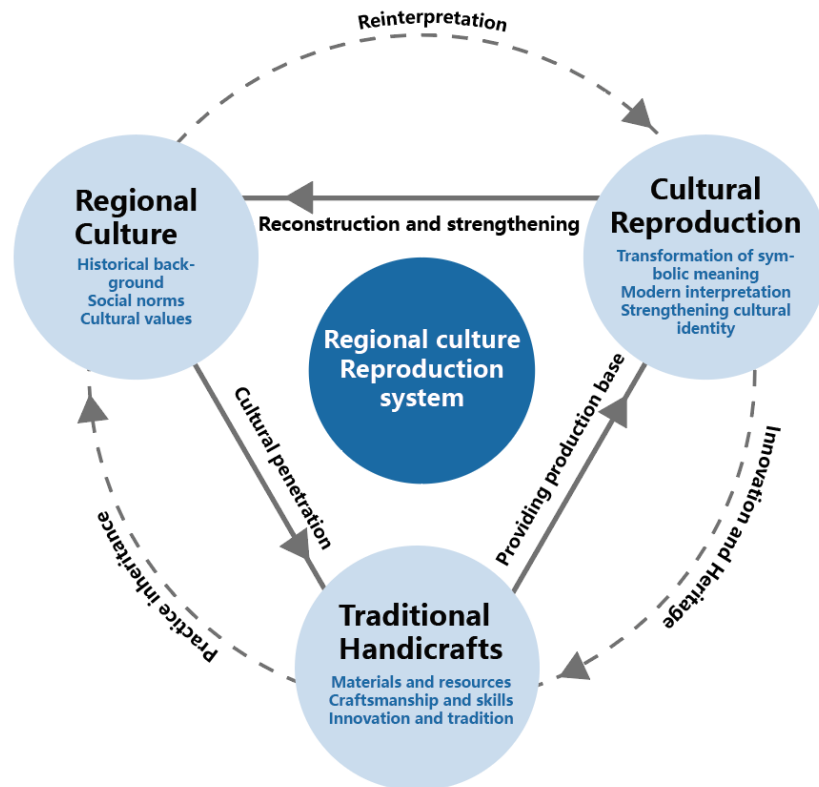 Reinterpretation
Regional
Culture
Historical back-
ground
Social norms
Cultural values
Cultural
Reproduction
Transformation of sym-
bolic meaning
Modern interpretation
Strengthening cultural
identity
Reconstruction and strengthening
Regional culture
Reproduction
system
Cultural penetration
Providing production base
Practice inheritance
Innovation and Heritage
Traditional
Handicrafts
Materials and resources
Craftsmanship and skills
Innovation and tradition